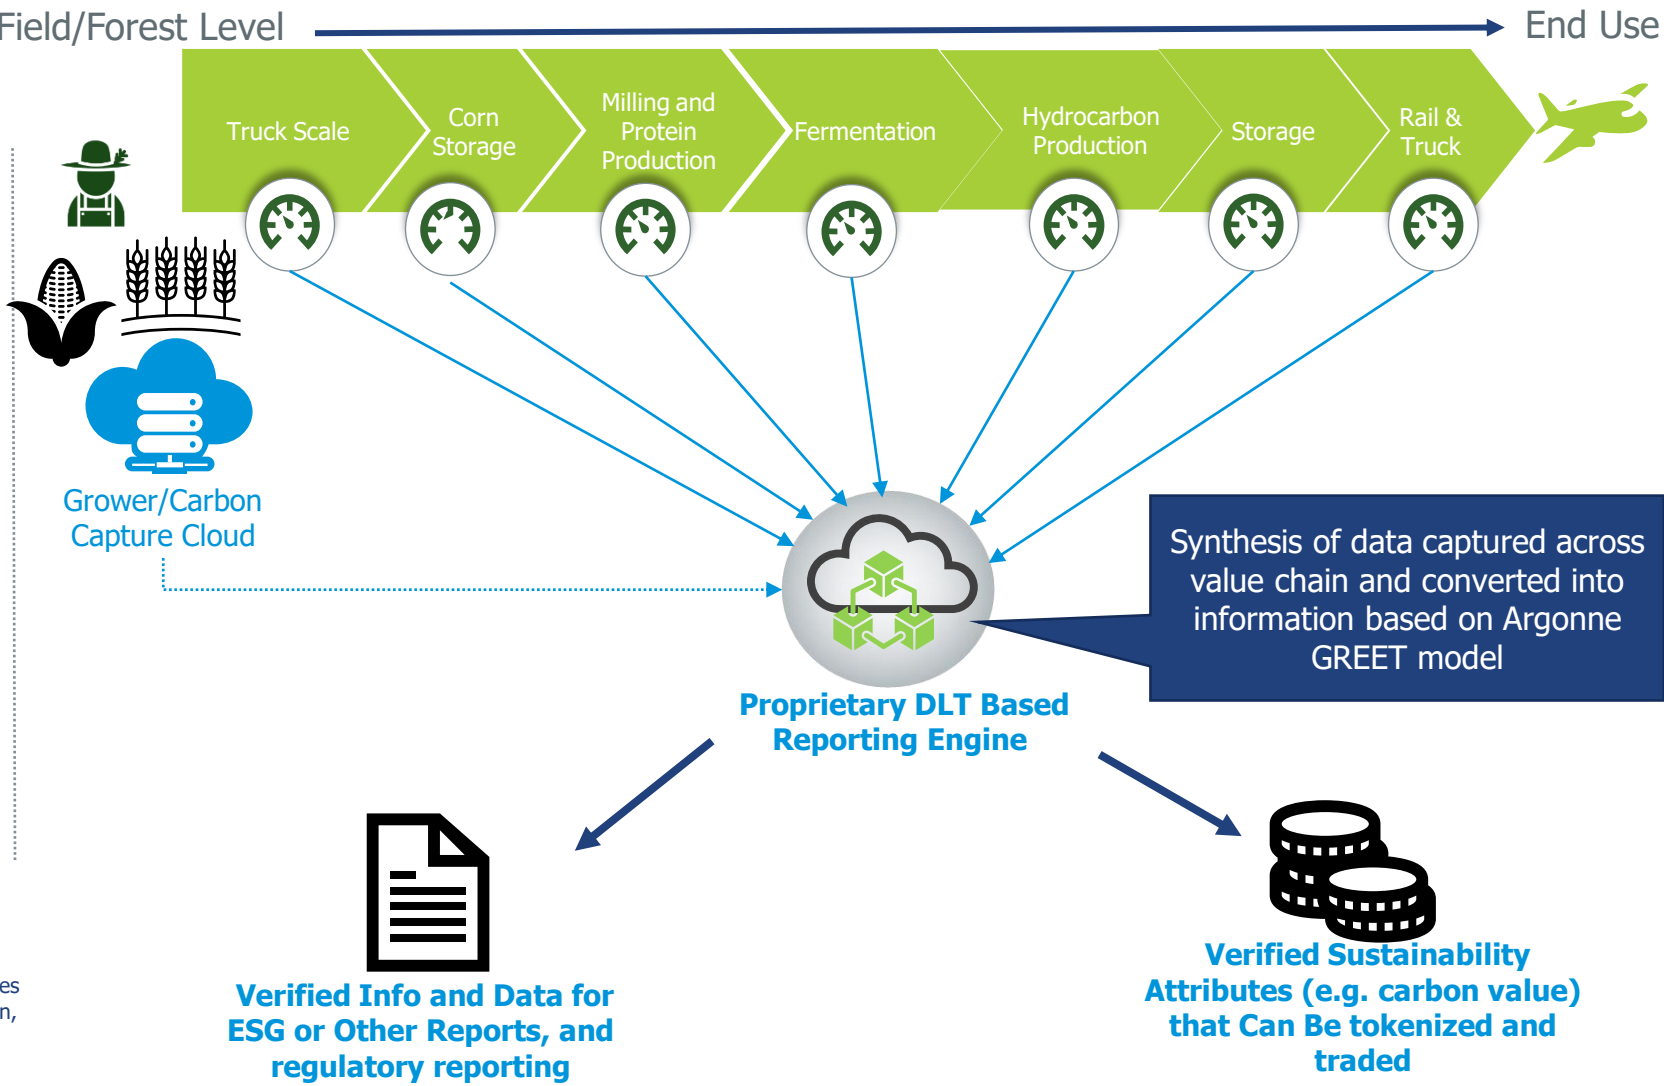 Field/Forest Level
End Use
Truck Scale
Corn
Storage
Milling and
Protein
Production
Fermentation
Hydrocarbon
Production
Storage
Rail &
Truck
Grower/Carbon
Capture Cloud
Synthesis of data captured across
value chain and converted into
information based on Argonne
GREET model
Proprietary DLT Based
Reporting Engine
Verified Info and Data for
ESG or Other Reports, and
regulatory reporting
Verified Sustainability
Attributes (e.g. carbon value)
that Can Be tokenized and
traded